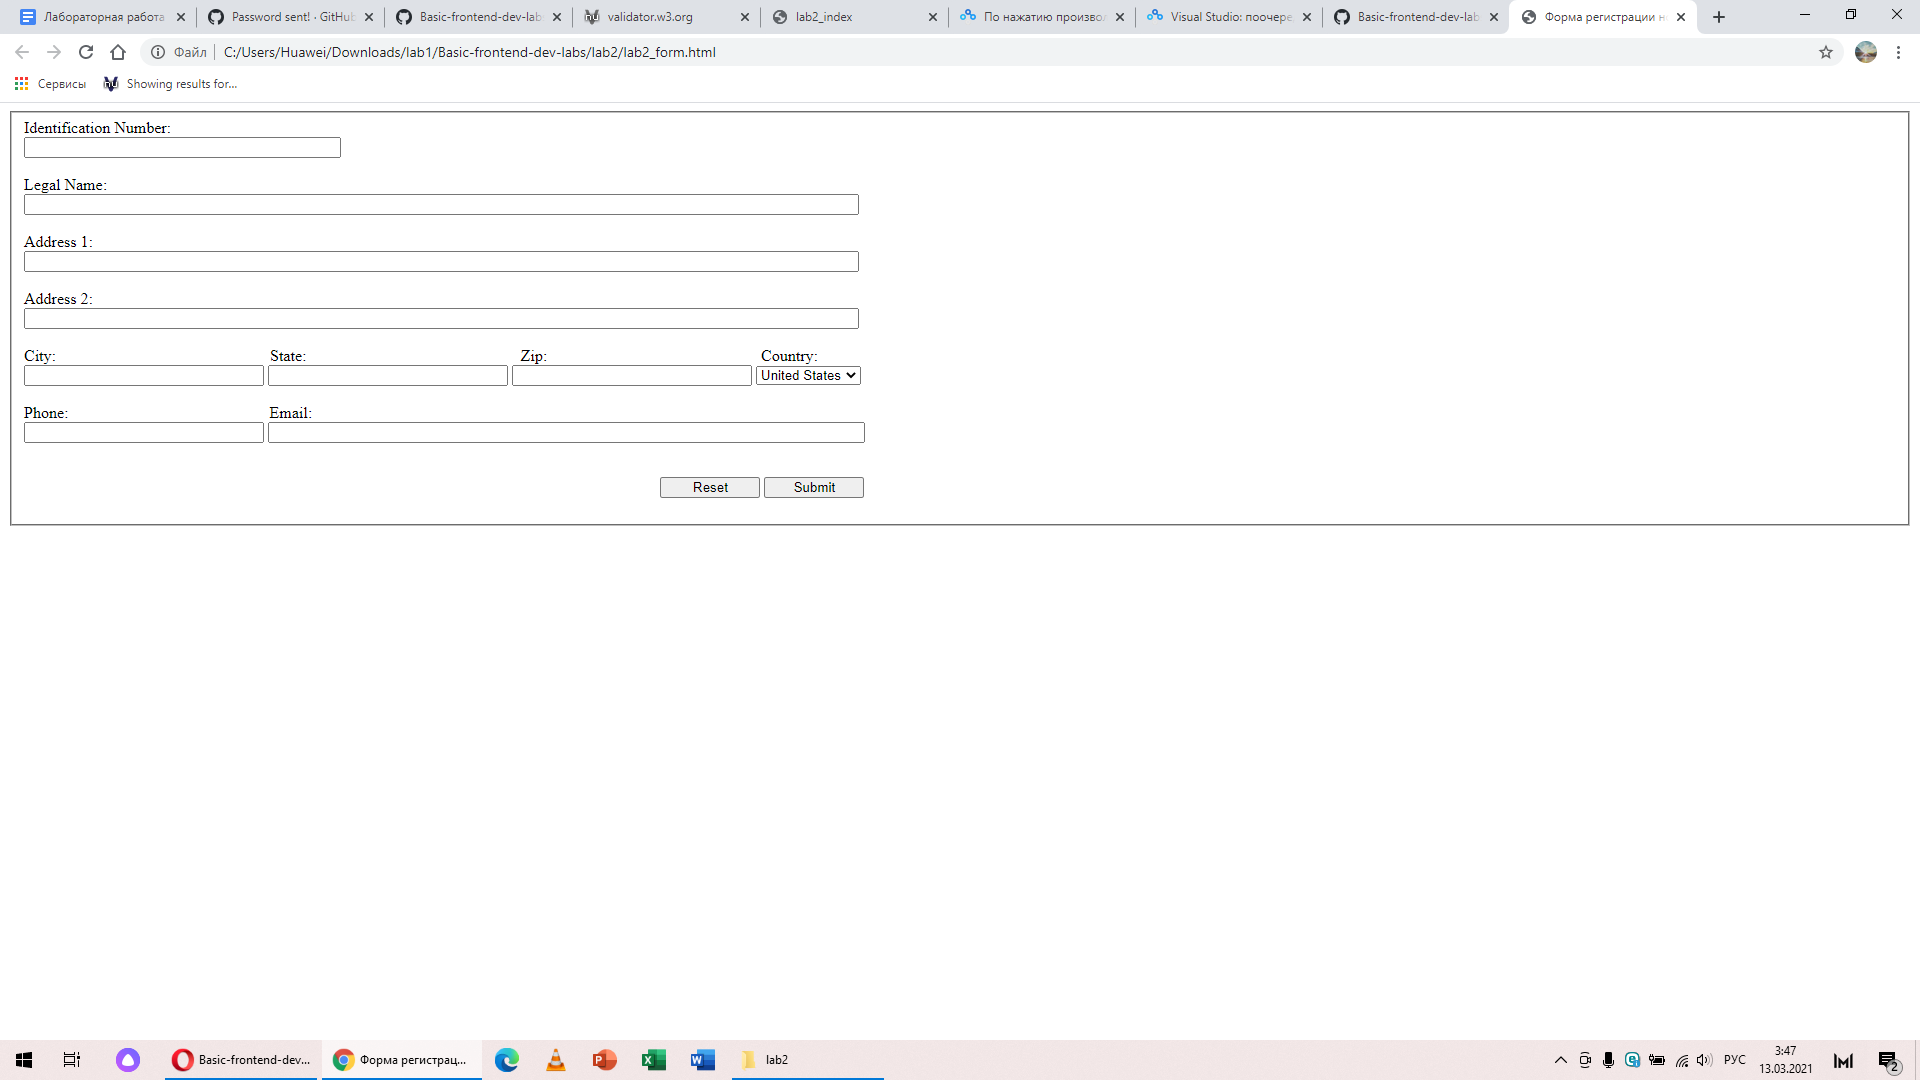 Лабораторная работа
Password sent! · GitHub
Basic-frontend-dev-lab
validator.w3.org
lab2_index
По нажатию произвол
Visual Studio: поочере
Basic-frontend-dev-lab
Форма регистрации
Файл
C:/Users/Huawei/Downloads/lab1/Basic-frontend-dev-labs/lab2/lab2_form.html
Сервисы
Showing results for...
Identification Number:
Legal Name:
Address 1:
Address 2:
City:
State:
Zip:
Country:
United States
Phone:
Email:
Reset
Submit
Basic-frontend-dev...
Форма регистрац...
lab2
РУС
3:47
13.03.2021
2